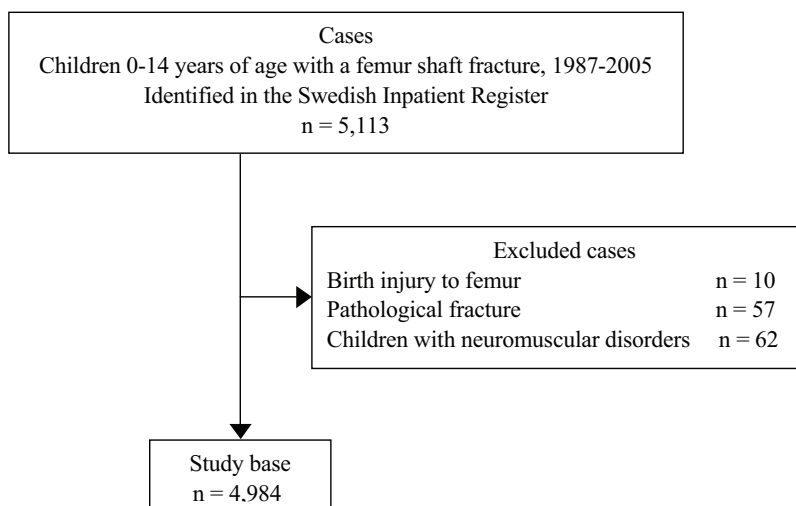 Cases
Children 0-14 years of age with a femur shaft fracture, 1987-2005
Identified in the Swedish Inpatient Register
n = 5,113
Excluded cases
Birth injury to femur n = 10
Pathological fracture n = 57
Children with neuromuscular disorders n = 62
Study base
n = 4,984